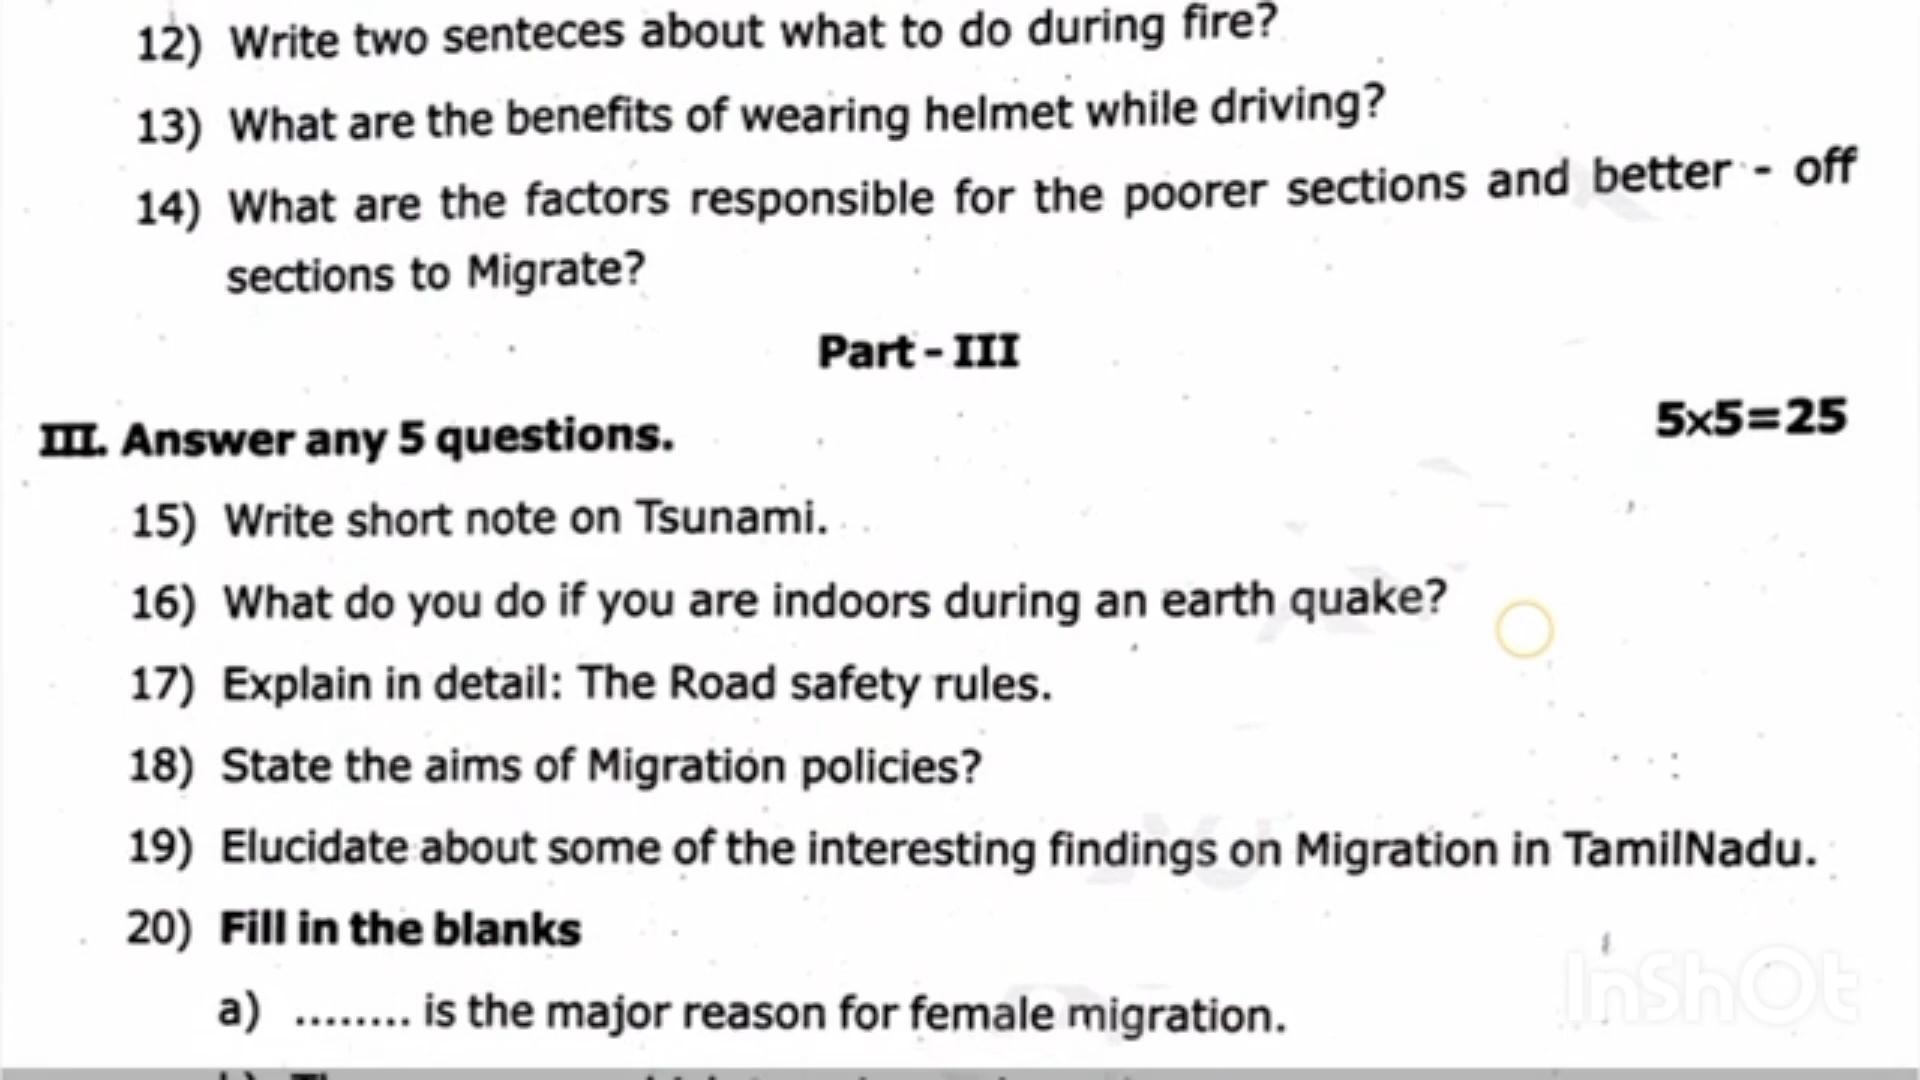 12) Write two senteces about what to do during fire?
13) What are the benefits of wearing helmet while driving?
14) What are the factors responsible for the poorer sections and better - off
sections to Migrate?
Part - III
III. Answer any 5 questions. 5x5=25
15) Write short note on Tsunami.
16) What do you do if you are indoors during an earth quake?
17) Explain in detail: The Road safety rules.
18) State the aims of Migration policies?
19) Elucidate about some of the interesting findings on Migration in TamilNadu.
20) Fill in the blanks
a) ........ is the major reason for female migration.
InShOt